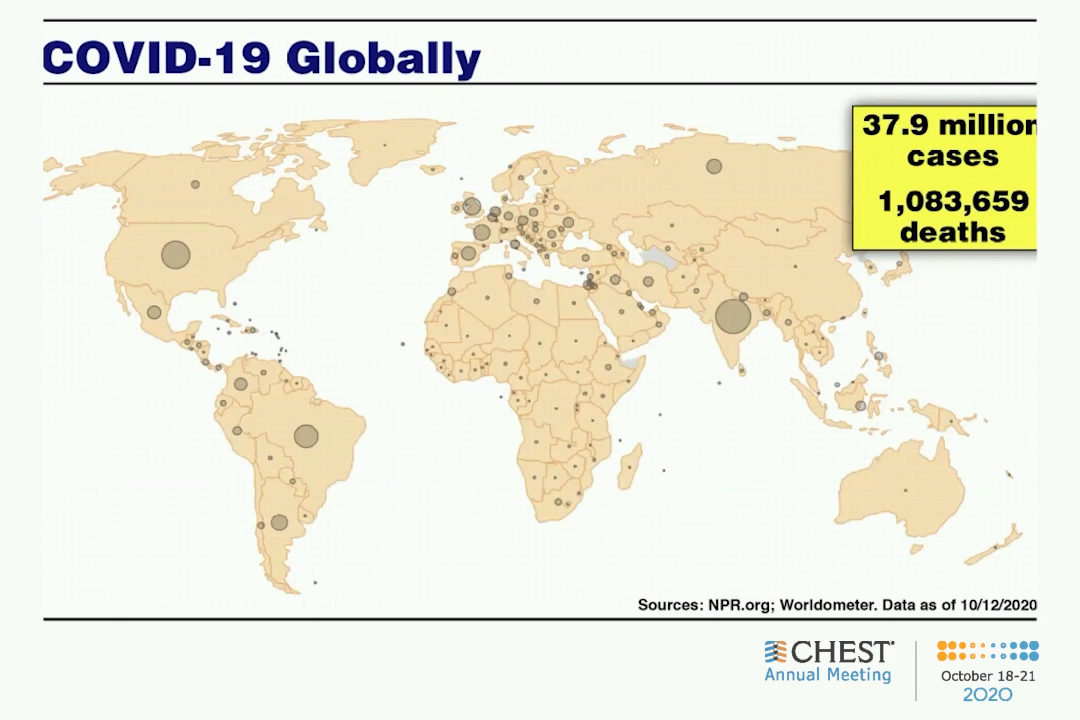 COVID-19 Globally
37.9 million
cases
1,083,659
deaths
Sources: NPR.org; Worldometer. Data as of 10/12/2020
CHEST
Annual Meeting
October 18-21
2020